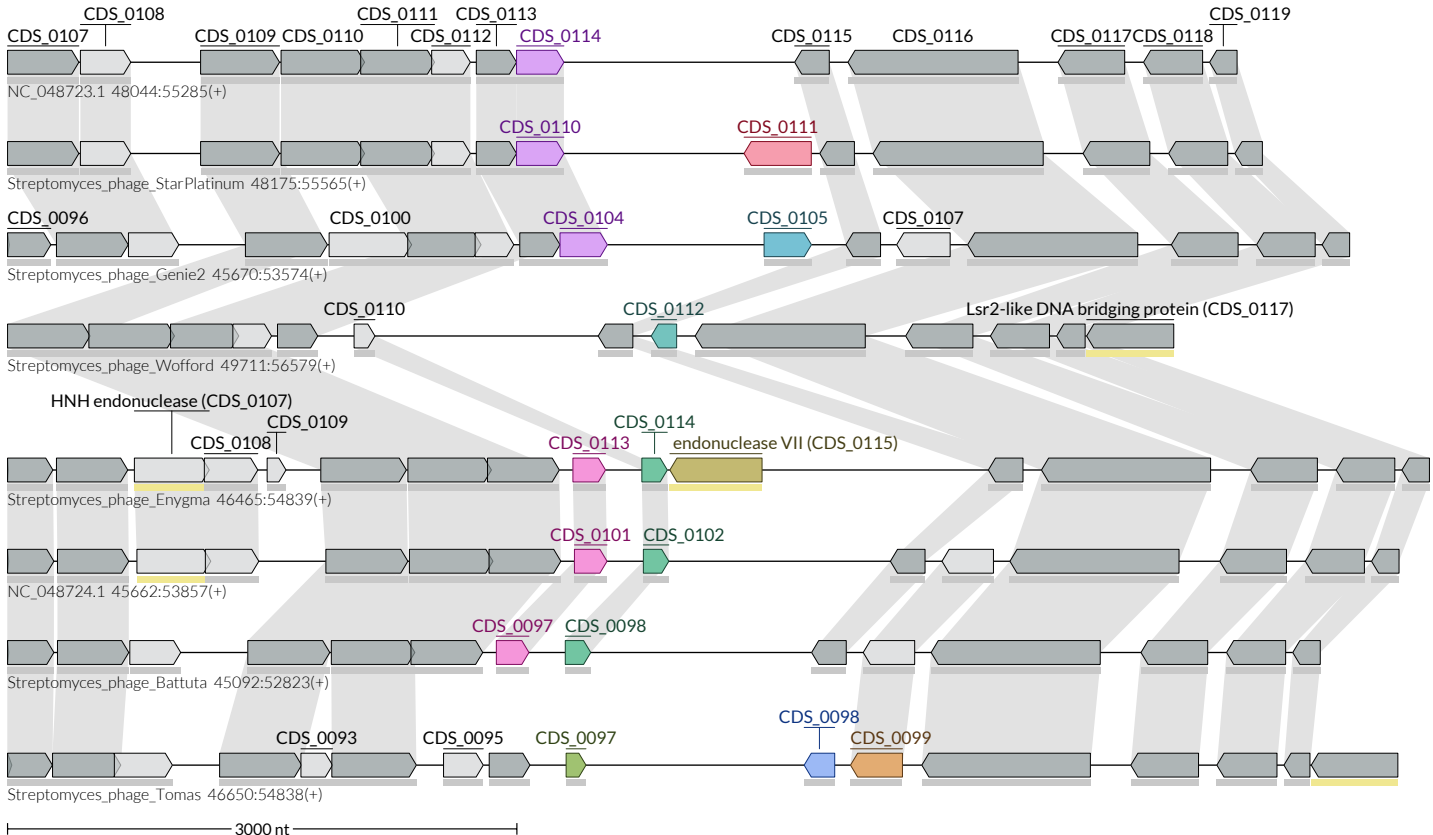 CDS_0108 CDS_0111 CDS_0113 CDS_0119
CDS_0107 CDS_0109 CDS_0110 CDS_0112 CDS_0114 CDS_0115 CDS_0116 CDS_0117 CDS_0118
NC_048723.1 48044:55285(+)
CDS_0110 CDS_0111
Streptomyces_phage_StarPlatinum 48175:55565(+)
CDS_0096 CDS_0100 CDS_0104 CDS_0105 CDS_0107
Streptomyces_phage_Genie2 45670:53574(+)
CDS_0110 CDS_0112 Lsr2-like DNA bridging protein (CDS_0117)
Streptomyces_phage_Wofford 49711:56579(+)
HNH endonuclease (CDS_0107)
CDS_0109 CDS_0114
CDS_0108 CDS_0113 endonuclease VII (CDS_0115)
Streptomyces_phage_Enygma 46465:54839(+)
CDS_0101 CDS_0102
NC_048724.1 45662:53857(+)
CDS_0097 CDS_0098
Streptomyces_phage_Battuta 45092:52823(+)
CDS_0098
CDS_0093 CDS_0095 CDS_0097 CDS_0099
Streptomyces_phage_Tomas 46650:54838(+)
3000 nt